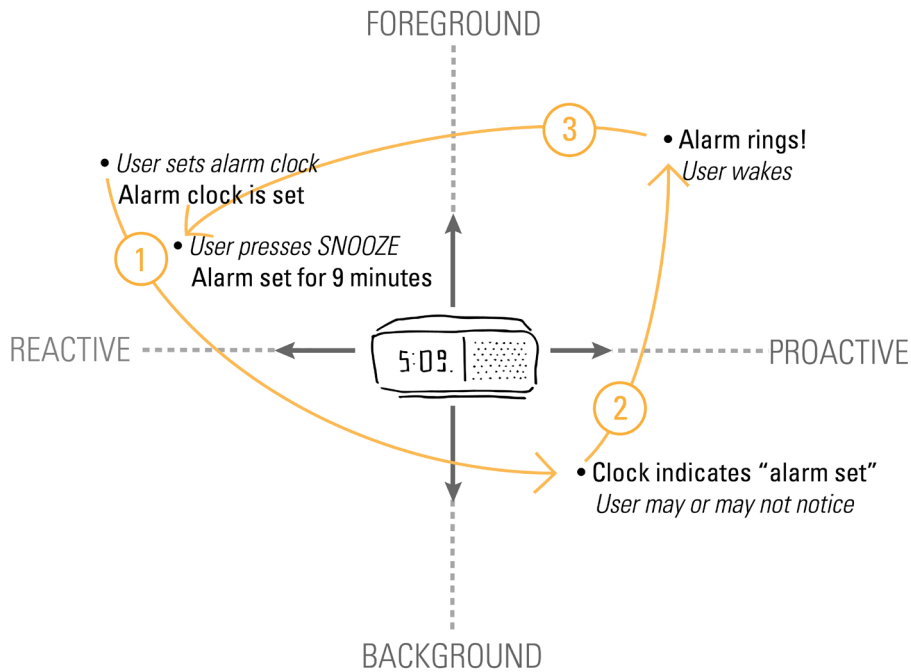 FOREGROUND
3
• Alarm rings!
User wakes
• User sets alarm clock
Alarm clock is set
1
• User presses SNOOZE
Alarm set for 9 minutes
REACTIVE
5:09.
PROACTIVE
2
• Clock indicates “alarm set”
User may or may not notice
BACKGROUND